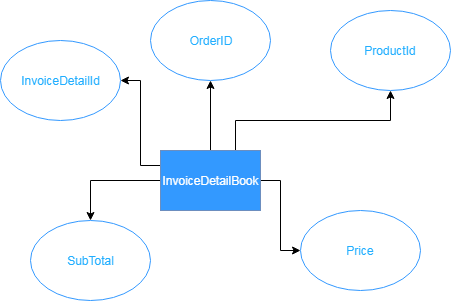 OrderID
ProductId
InvoiceDetailId
InvoiceDetailBook
SubTotal
Price